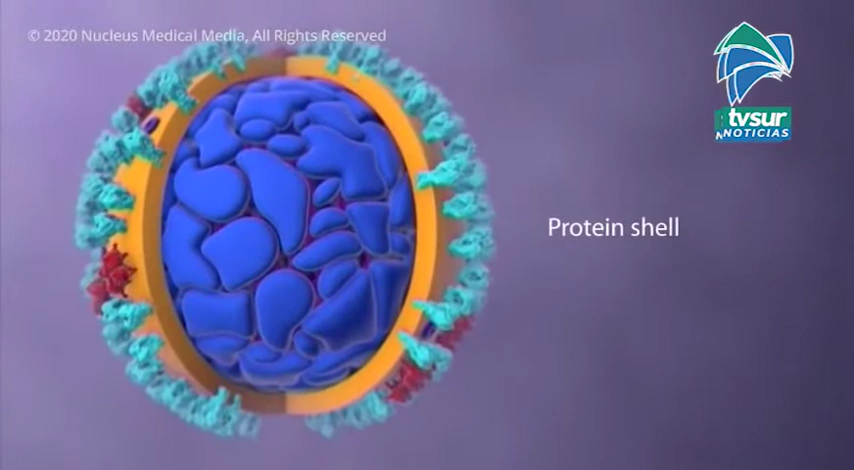 © 2020 Nucleus Medical Media, All Rights Reserved
tvsur
NOTICIAS
Protein shell